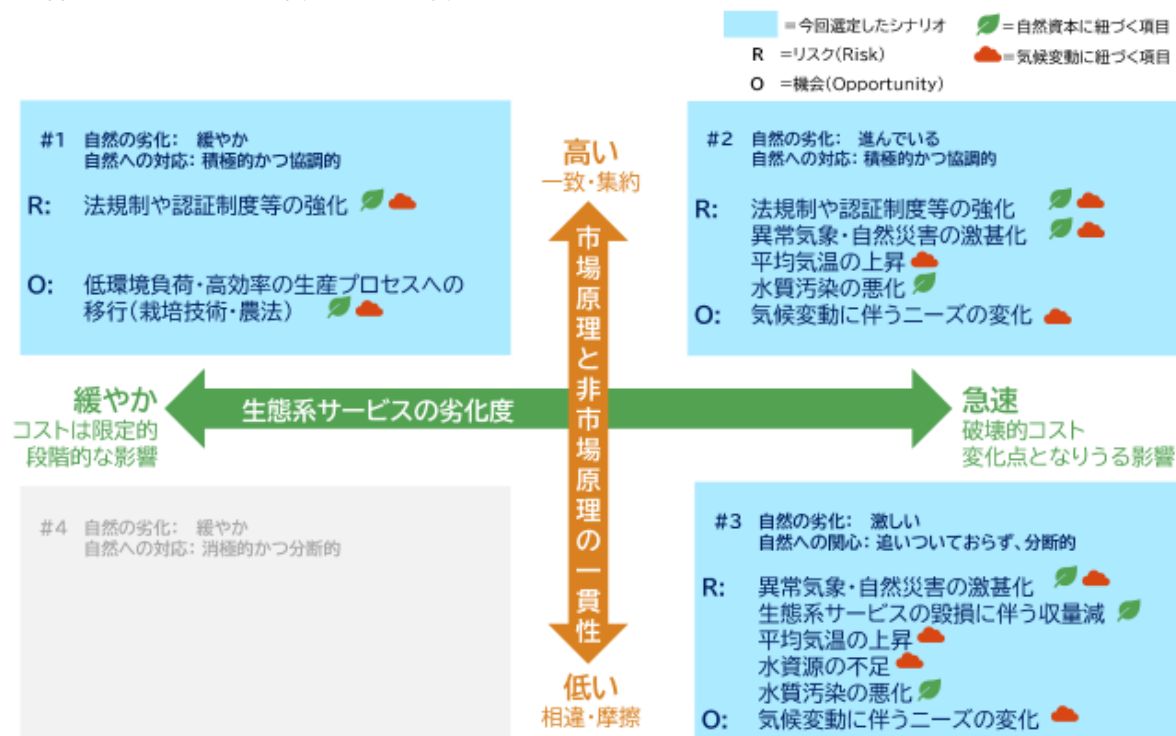 =今回選定したシナリオ
=自然資本に紐づく項目
R =リスク(Risk)
=気候変動に紐づく項目
O =機会(Opportunity)
#1 自然の劣化: 緩やか
自然への対応: 積極的かつ協調的
R: 法規制や認証制度等の強化
O: 低環境負荷・高効率の生産プロセスへの
移行(栽培技術・農法)
高い
一致・集約
#2 自然の劣化: 進んでいる
自然への対応: 積極的かつ協調的
R: 法規制や認証制度等の強化
異常気象・自然災害の激甚化
平均気温の上昇
水質汚染の悪化
O: 気候変動に伴うニーズの変化
市場原理と非市場原理の一貫性
緩やか
コストは限定的
段階的な影響
生態系サービスの劣化度
急速
破壊的コスト
変化点となりうる影響
#4 自然の劣化: 緩やか
自然への対応: 消極的かつ分断的
低い
相違・摩擦
#3 自然の劣化: 激しい
自然への関心: 追いついておらず、分断的
R: 異常気象・自然災害の激甚化
生態系サービスの毀損に伴う収量減
平均気温の上昇
水資源の不足
水質汚染の悪化
O: 気候変動に伴うニーズの変化